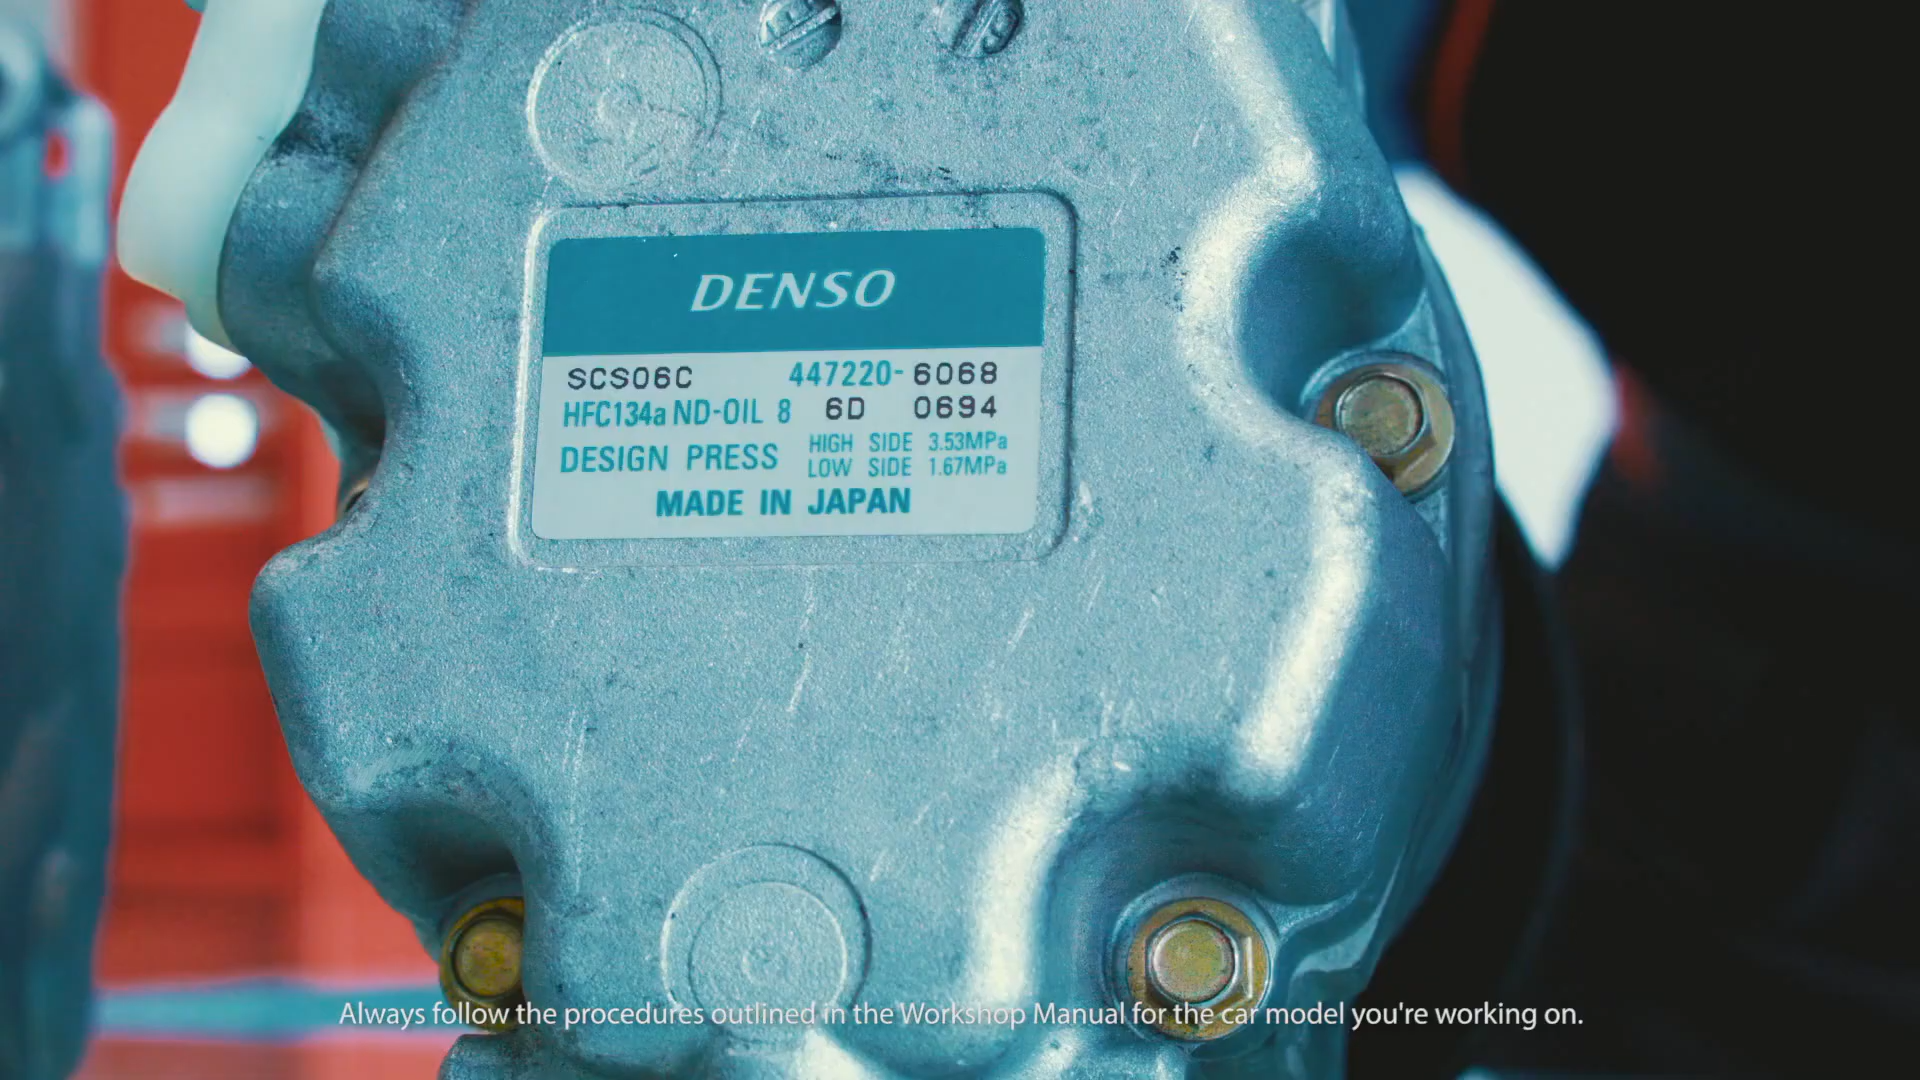 DENSO
SCS06C 447220-6068
HFC134a ND-OIL 8 6D 0694
DESIGN PRESS HIGH SIDE 3.53MPa
LOW SIDE 1.67MPa
MADE IN JAPAN
Always follow the procedures outlined in the Workshop Manual for the car model you're working on.